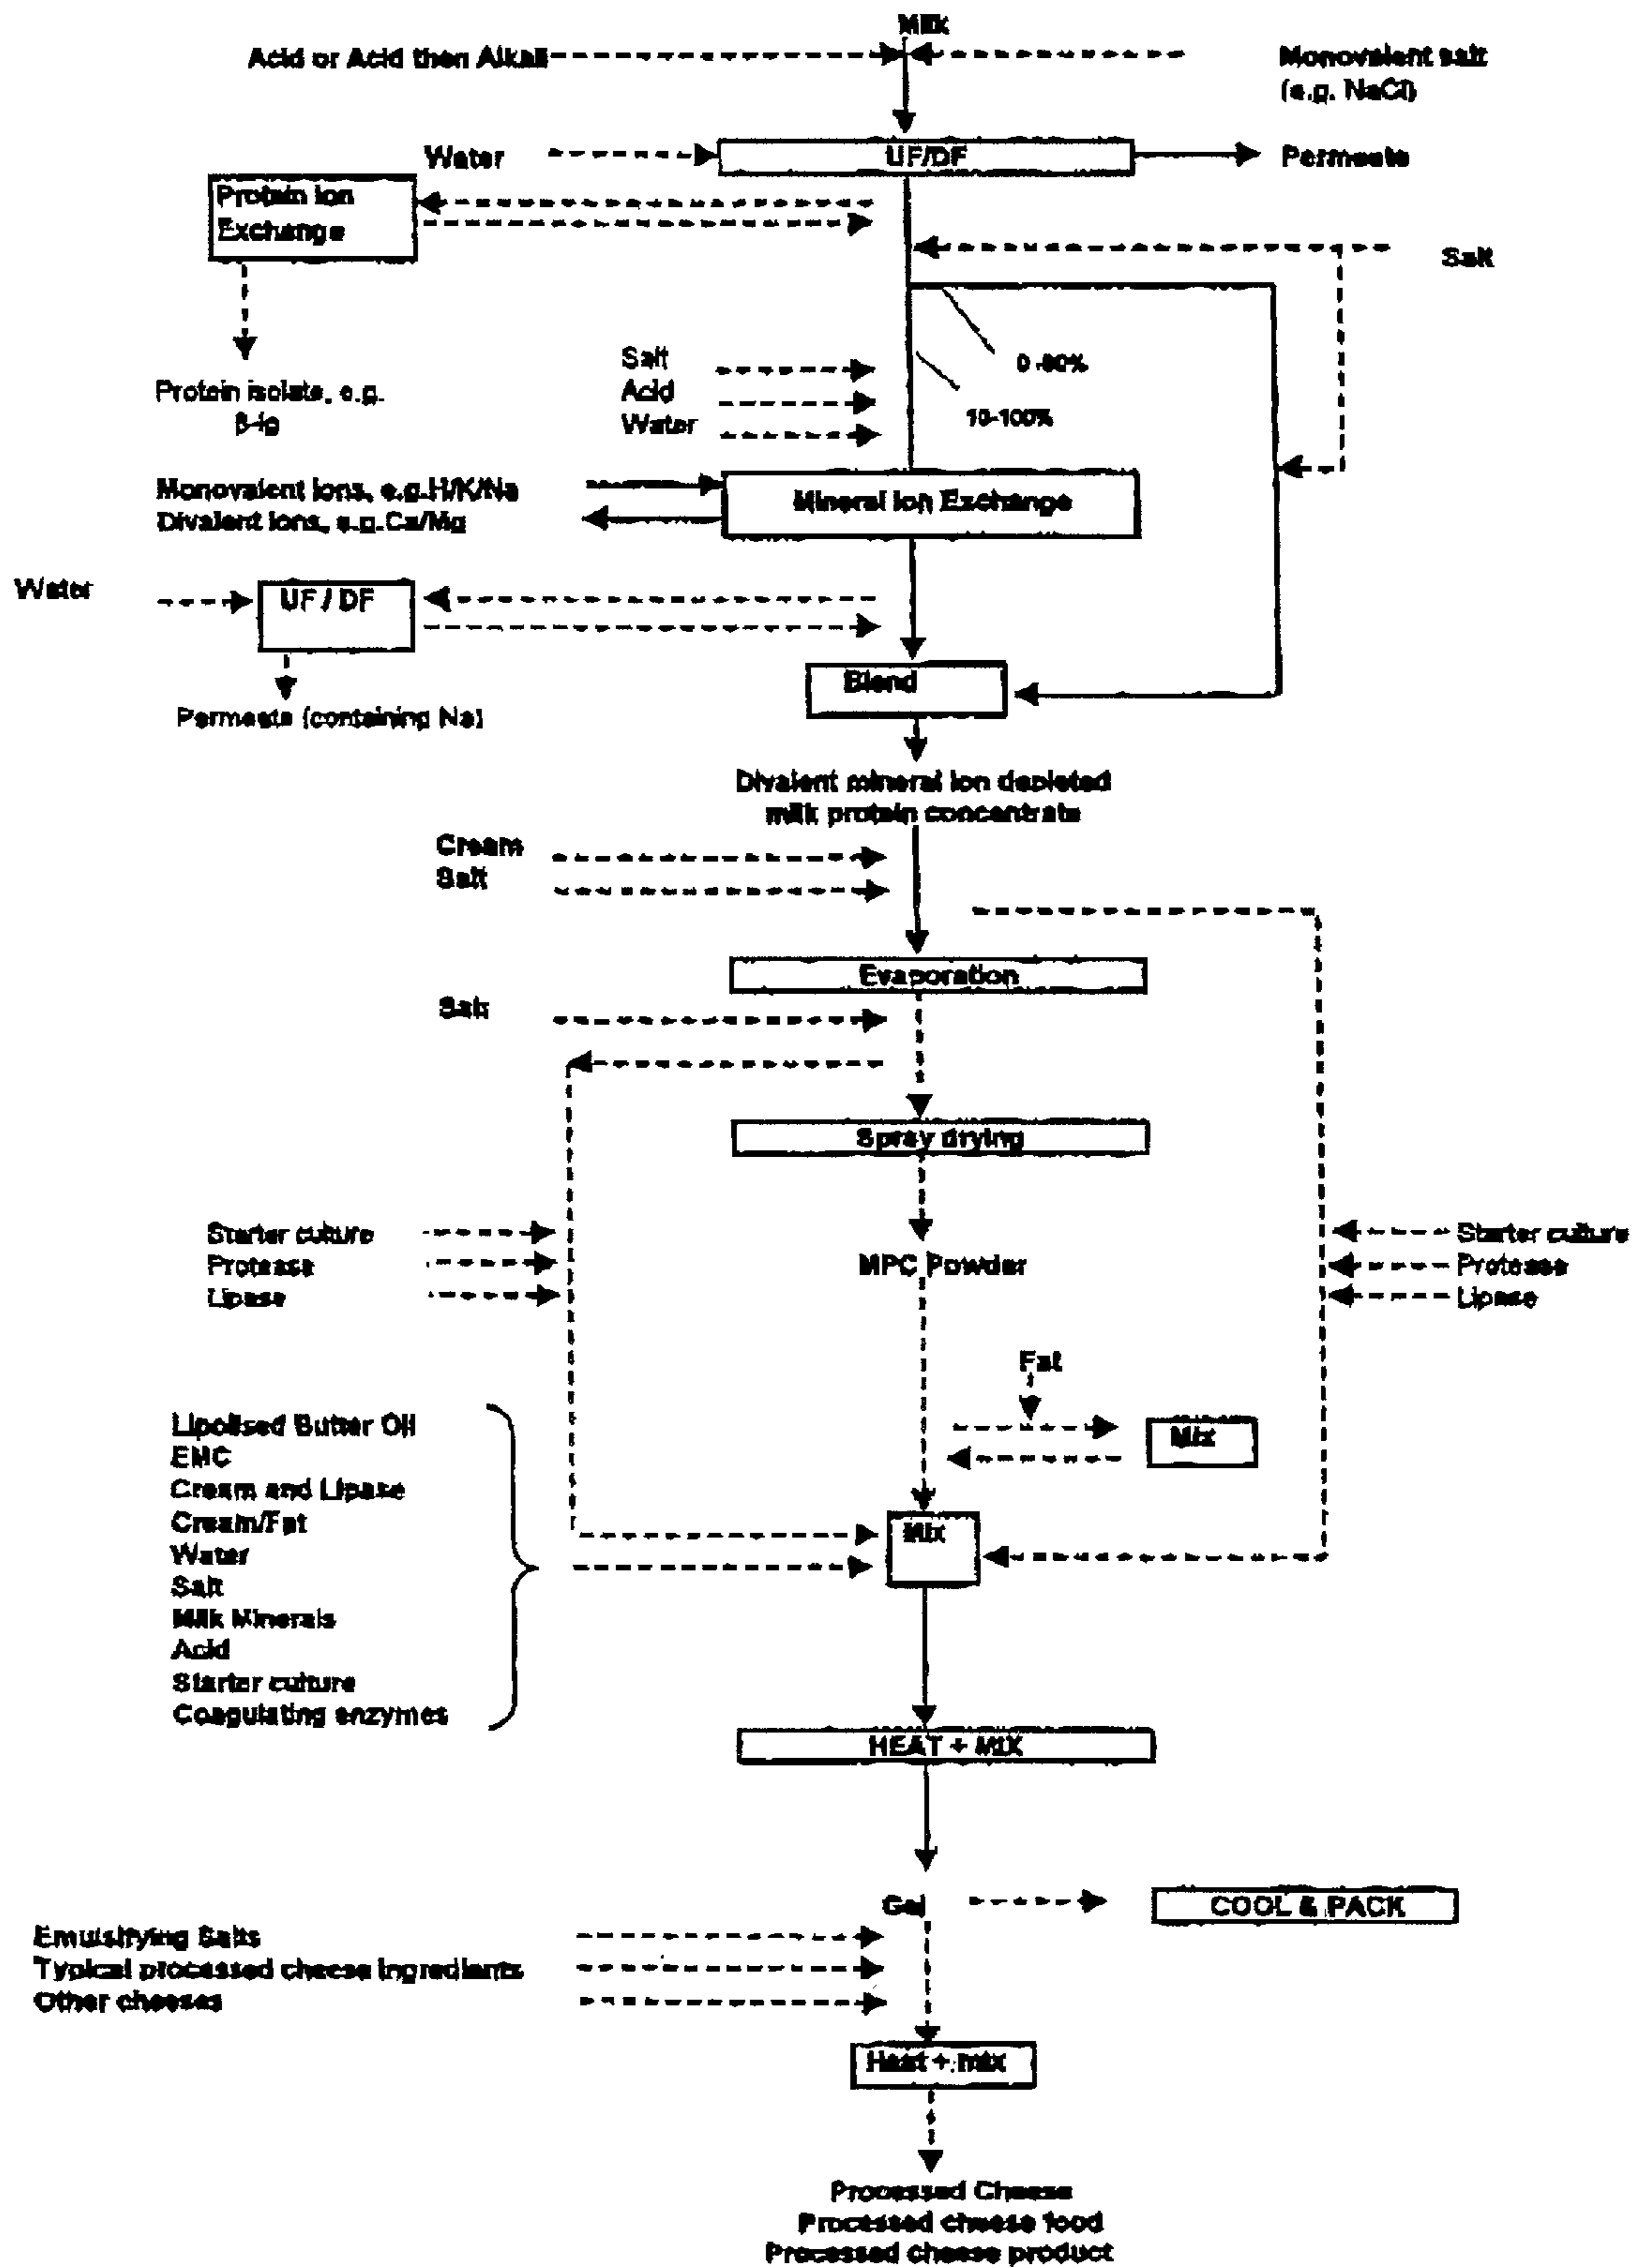 Milk
Acid or Acid then Alkali
Monovalent salt
(e.g. NaCl)
Water
UF/DF
Permeate
Protein Ion
Exchange
Salt
Protein isolate, e.g.
β-lg
Salt
Acid
Water
0-90%
10-100%
Monovalent ions, e.g.H/K/Na
Divalent ions, e.g.Ca/Mg
Mineral Ion Exchange
Water
UF / DF
Permeate (containing Na)
Blend
Divalent mineral ion depleted
milk protein concentrate
Cream
Salt
Evaporation
Salt
Spray drying
Starter culture
Protease
Lipase
MPC Powder
Starter culture
Protease
Lipase
Fat
Mix
Lipolised Butter Oil
EMC
Cream and Lipase
Cream/Fat
Water
Salt
Milk Minerals
Acid
Starter culture
Coagulating enzymes
Mix
HEAT + MIX
Gel
COOL & PACK
Emulsifying Salts
Typical processed cheese ingredients
Other cheeses
Heat + mix
Processed Cheese
Processed cheese food
Processed cheese product